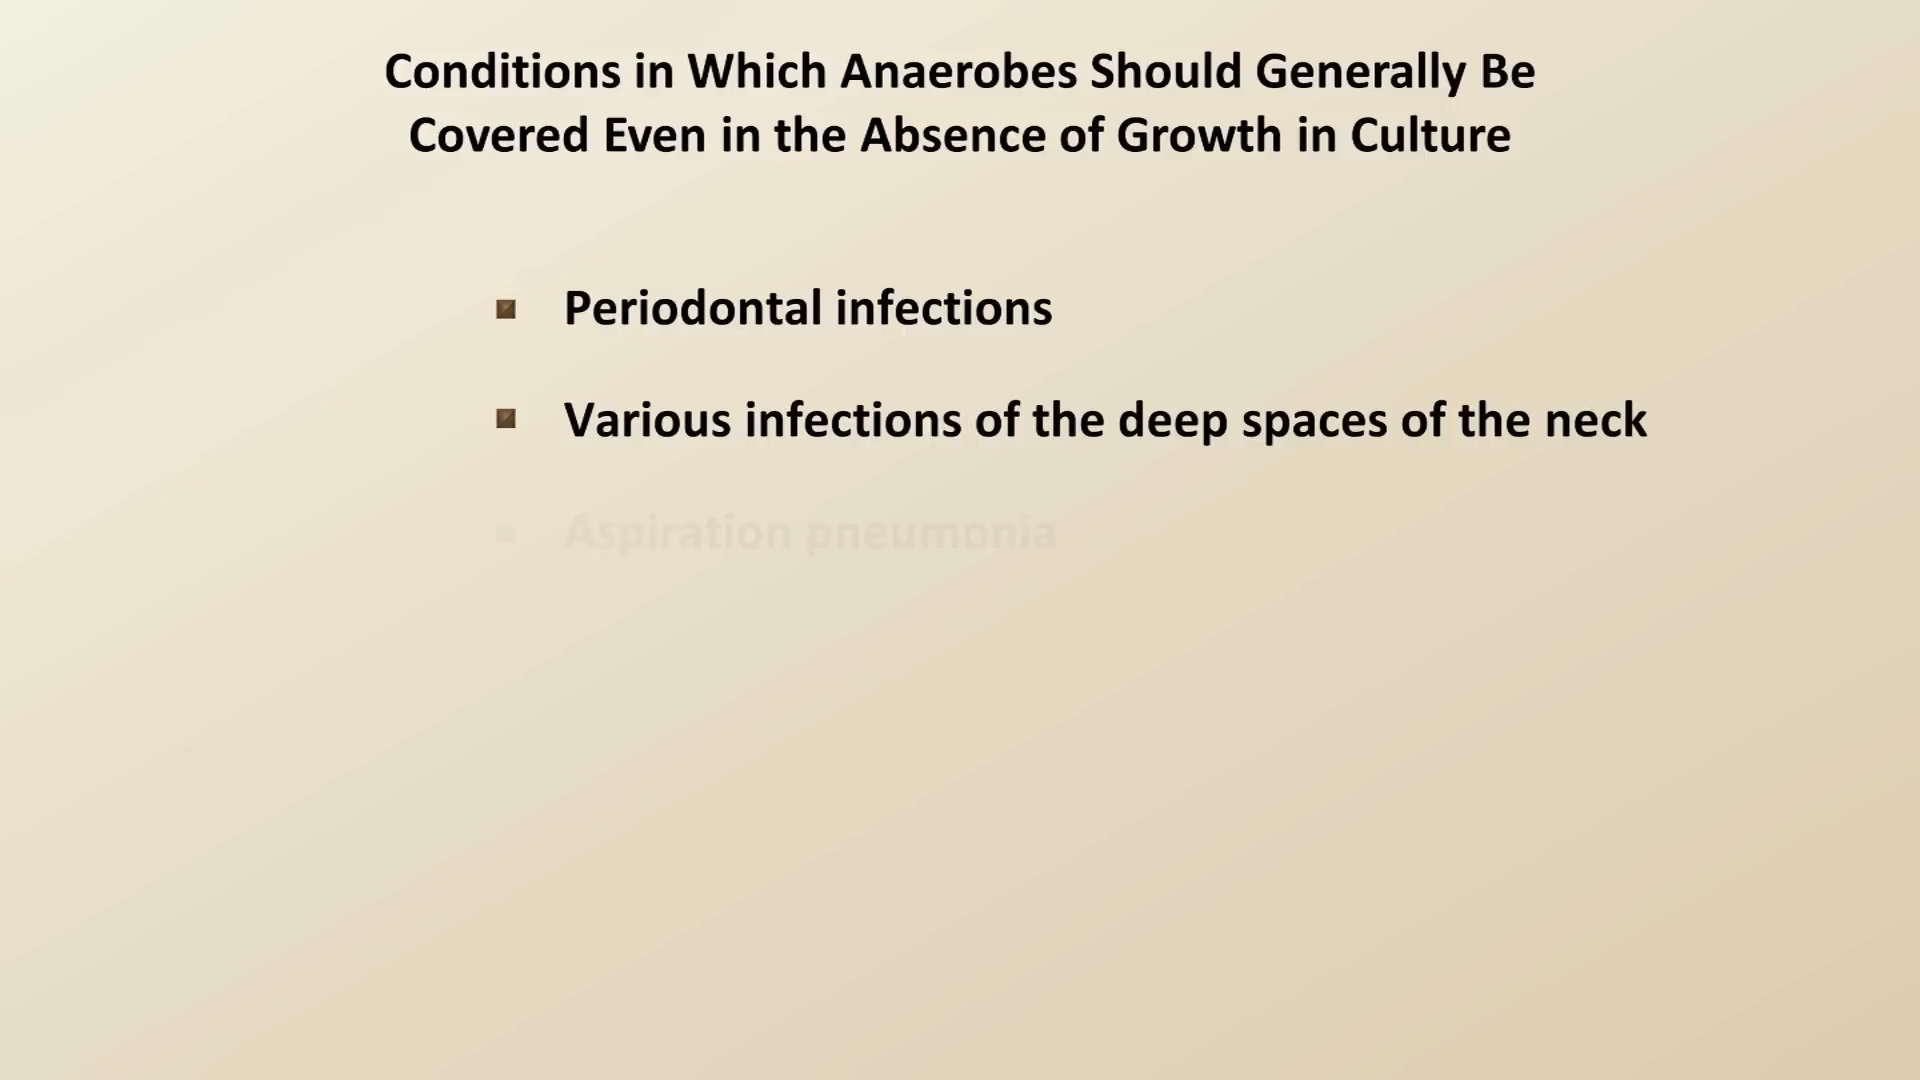 Conditions in Which Anaerobes Should Generally Be
Covered Even in the Absence of Growth in Culture
Periodontal infections
Various infections of the deep spaces of the neck
Aspiration pneumonia